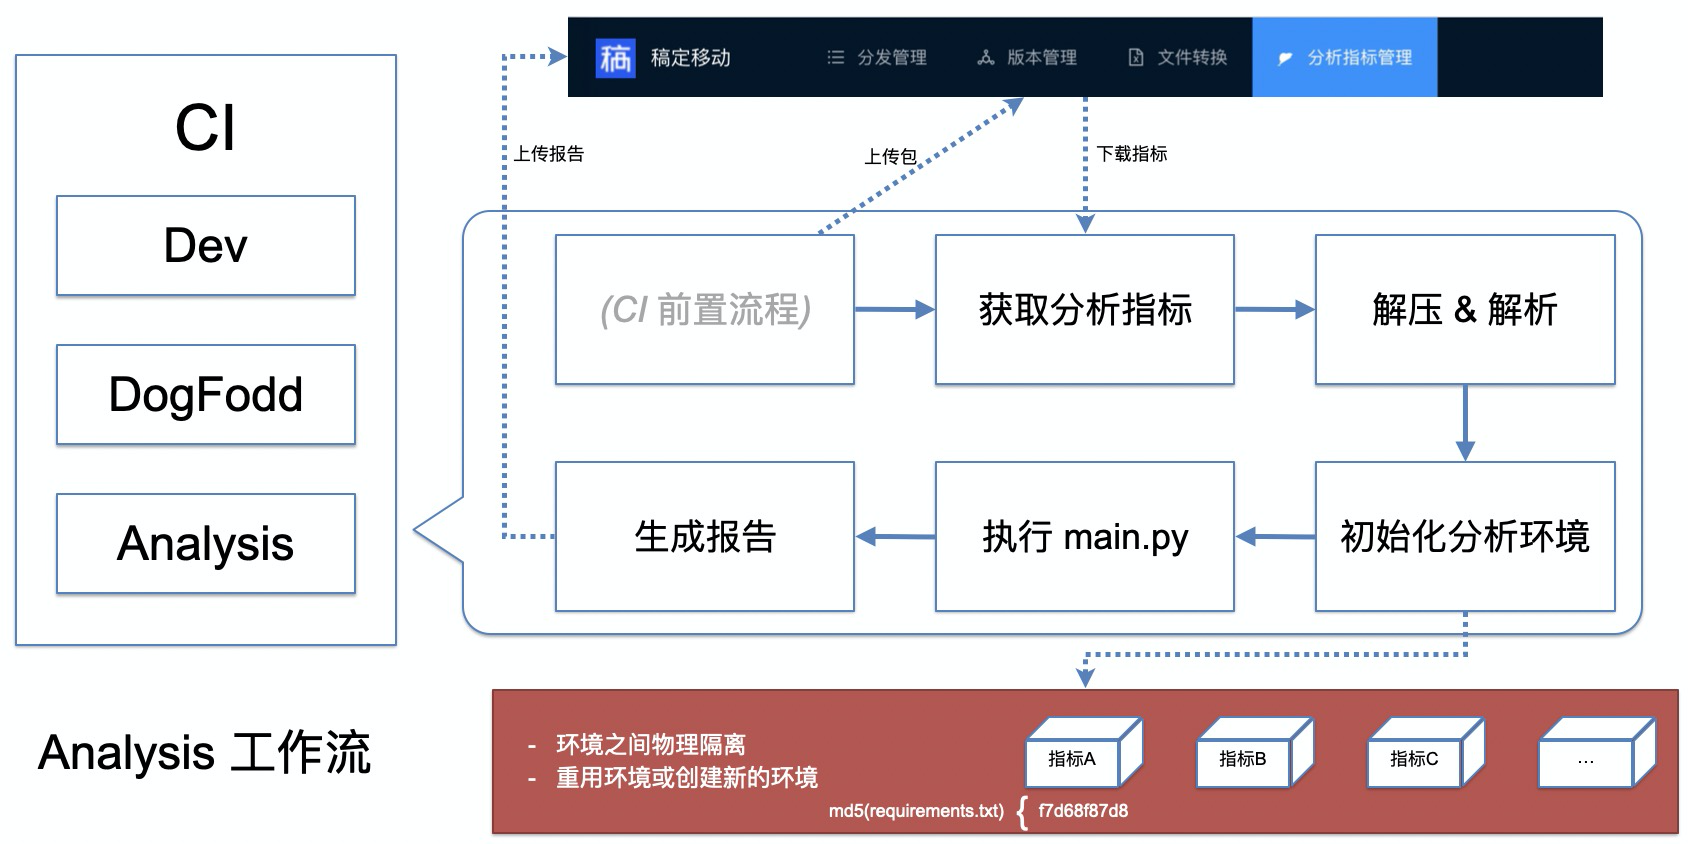 稿
稿定移动
分发管理
版本管理
文件转换
分析指标管理
CI
Dev
DogFodd
Analysis
上传报告
上传包
下载指标
(CI 前置流程)
获取分析指标
解压 & 解析
生成报告
执行 main.py
初始化分析环境
Analysis 工作流
- 环境之间物理隔离
- 重用环境或创建新的环境
md5(requirements.txt) { f7d68f87d8
指标A
指标B
指标C
...